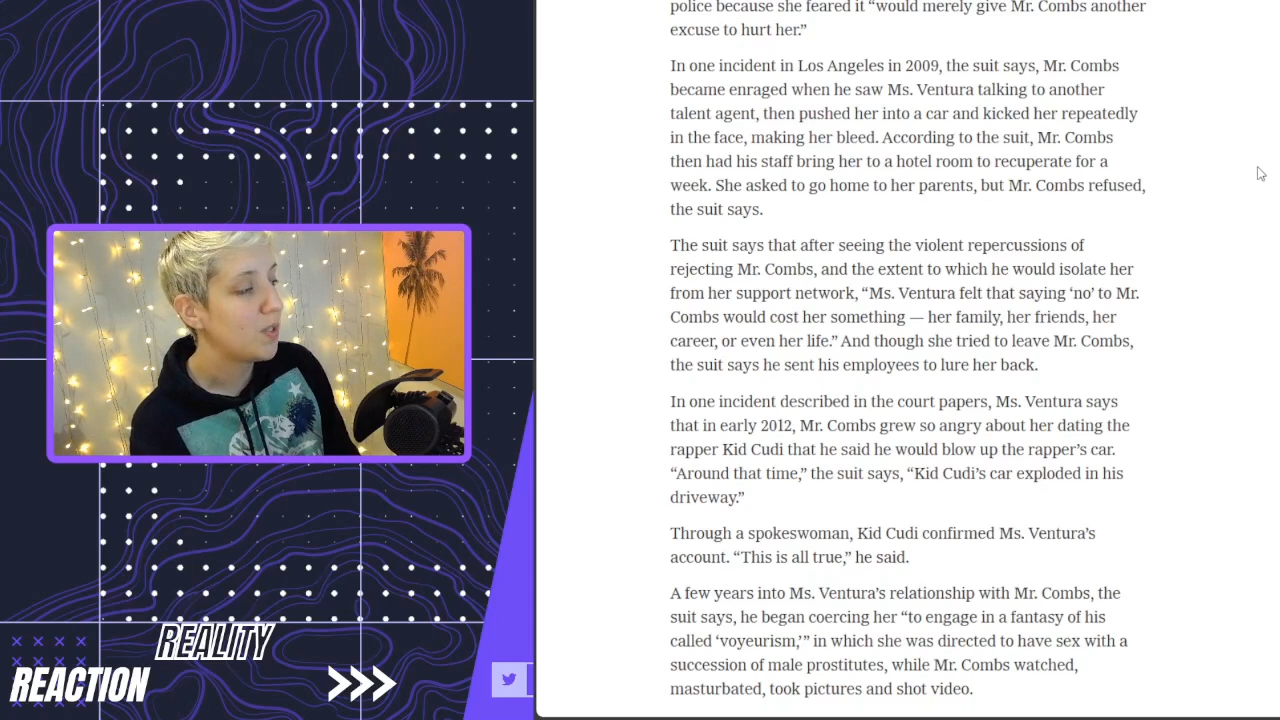 police because she feared it “would merely give Mr. Combs another
excuse to hurt her.”
In one incident in Los Angeles in 2009, the suit says, Mr. Combs
became enraged when he saw Ms. Ventura talking to another
talent agent, then pushed her into a car and kicked her repeatedly
in the face, making her bleed. According to the suit, Mr. Combs
then had his staff bring her to a hotel room to recuperate for a
week. She asked to go home to her parents, but Mr. Combs refused,
the suit says.
The suit says that after seeing the violent repercussions of
rejecting Mr. Combs, and the extent to which he would isolate her
from her support network, “Ms. Ventura felt that saying ‘no’ to Mr.
Combs would cost her something — her family, her friends, her
career, or even her life.” And though she tried to leave Mr. Combs,
the suit says he sent his employees to lure her back.
In one incident described in the court papers, Ms. Ventura says
that in early 2012, Mr. Combs grew so angry about her dating the
rapper Kid Cudi that he said he would blow up the rapper’s car.
“Around that time,” the suit says, “Kid Cudi’s car exploded in his
driveway.”
Through a spokeswoman, Kid Cudi confirmed Ms. Ventura’s
account. “This is all true,” he said.
A few years into Ms. Ventura’s relationship with Mr. Combs, the
suit says, he began coercing her “to engage in a fantasy of his
called ‘voyeurism,’” in which she was directed to have sex with a
succession of male prostitutes, while Mr. Combs watched,
masturbated, took pictures and shot video.
REALITY
REACTION